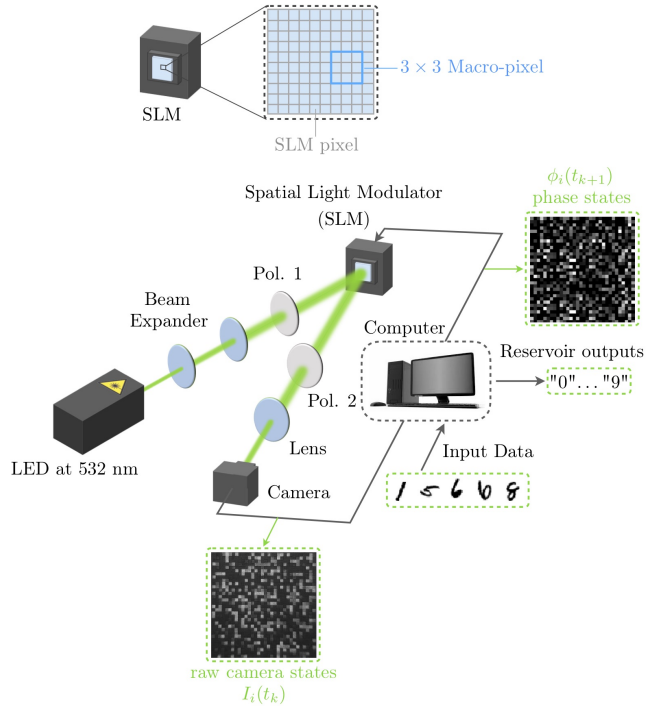 3 × 3 Macro-pixel
SLM
SLM pixel
ϕᵢ(tₖ₊₁)
phase states
Spatial Light Modulator
(SLM)
Pol. 1
Beam
Expander
Computer
Reservoir outputs
"0"... "9"
Pol. 2
Lens
Input Data
LED at 532 nm
Camera
1 5 6 6 8
raw camera states
Iᵢ(tₖ)